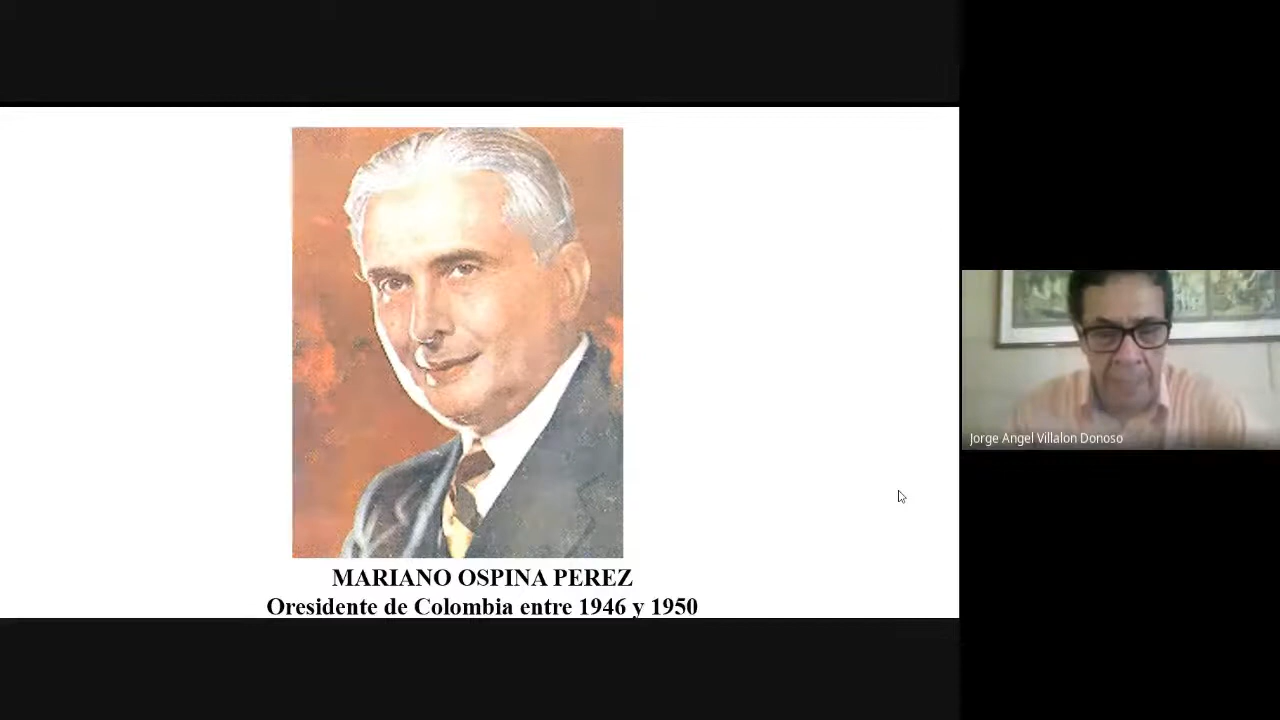 MARIANO OSPINA PEREZ
Oresidente de Colombia entre 1946 y 1950
Jorge Angel Villalon Donoso